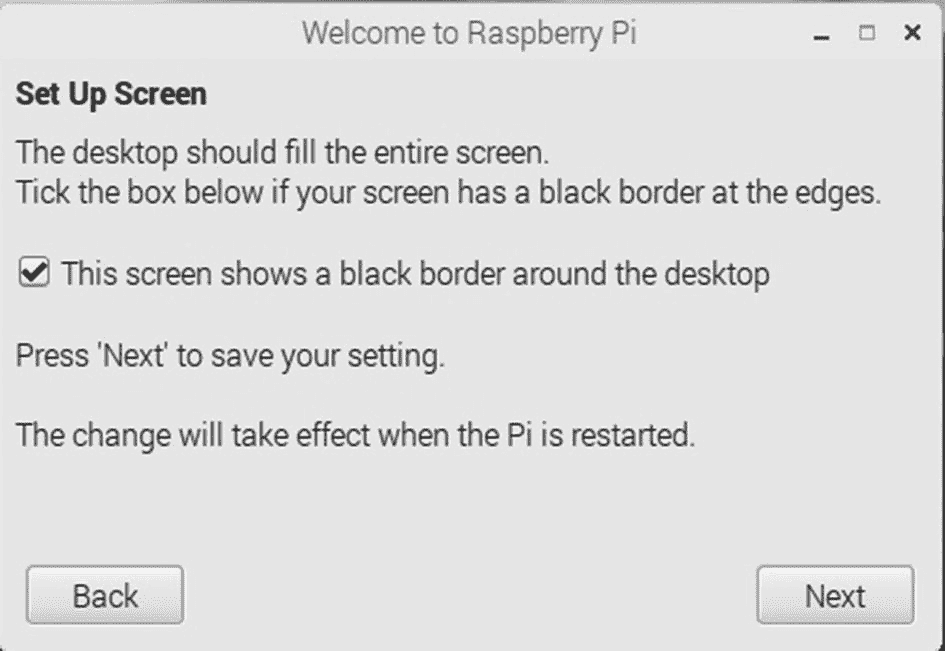 Welcome to Raspberry Pi
Set Up Screen
The desktop should fill the entire screen.
Tick the box below if your screen has a black border at the edges.
This screen shows a black border around the desktop
Press 'Next' to save your setting.
The change will take effect when the Pi is restarted.
Back
Next